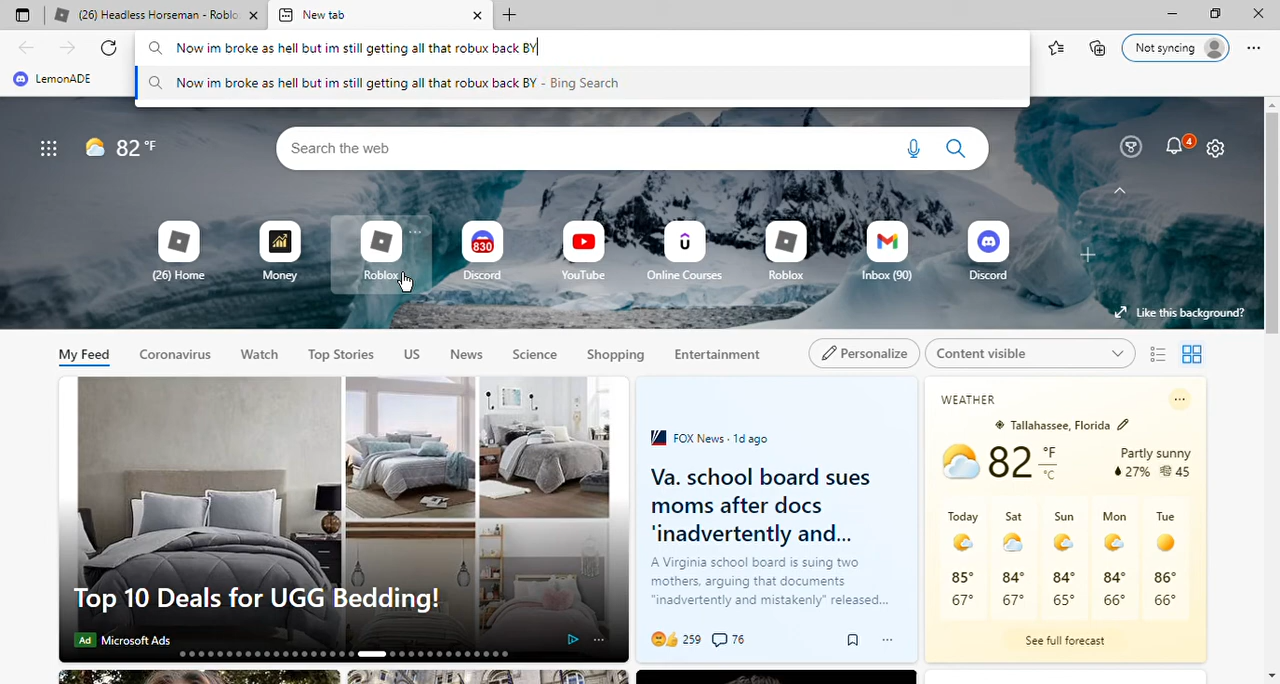 (26) Headless Horseman - Roblo
New tab
Now im broke as hell but im still getting all that robux back BY
Not syncing
LemonADE
Now im broke as hell but im still getting all that robux back BY - Bing Search
82 °F
Search the web
4
830
(26) Home
Money
Roblox
Discord
YouTube
Online Courses
Roblox
Inbox (90)
Discord
Like this background?
My Feed
Coronavirus
Watch
Top Stories
US
News
Science
Shopping
Entertainment
Personalize
Content visible
FOX News · 1d ago
Va. school board sues
moms after docs
'inadvertently and...
A Virginia school board is suing two
mothers, arguing that documents
"inadvertently and mistakenly" released...
259
76
Top 10 Deals for UGG Bedding!
Ad Microsoft Ads
WEATHER
Tallahassee, Florida
82 °F
°C
Partly sunny
27% 45
Today Sat Sun Mon Tue
85° 84° 84° 84° 86°
67° 67° 65° 66° 66°
See full forecast